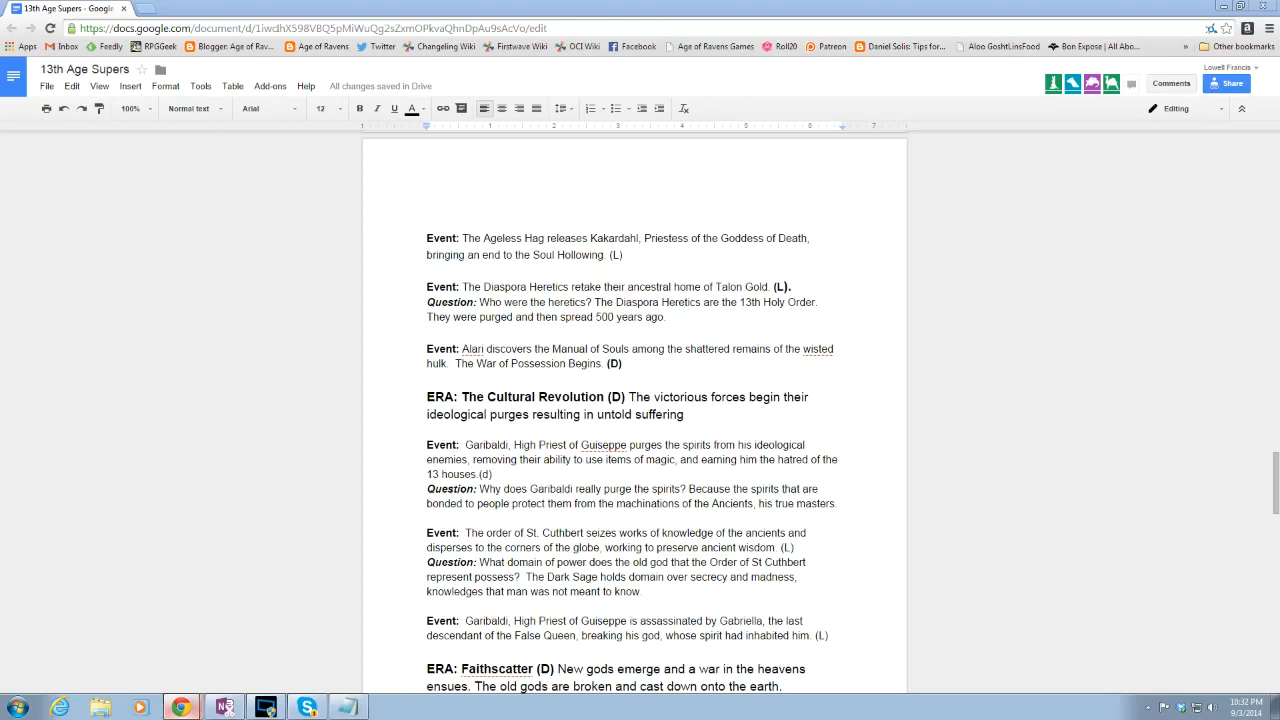 13th Age Supers - Google
https://docs.google.com/document/d/1iwcIhX598VBQ5pMiWuQg2sZxmOPkvaQhnDpAu9sAcVo/edit
Apps Inbox Feedly RPGGeek Blogger: Age of Rav... Age of Ravens Twitter Changeling Wiki Firstwave Wiki OCI Wiki Facebook Age of Ravens Games Roll20 Patreon Daniel Solis: Tips for... Aloo GoshtLinsFood Bon Expose | All Abo... » Other bookmarks
13th Age Supers
Lowell Francis
File Edit View Insert Format Tools Table Add-ons Help All changes saved in Drive
Comments Share
100% Normal text Arial 12 B I U A Editing
1 1 2 3 4 5 6 7
Event: The Ageless Hag releases Kakardahl, Priestess of the Goddess of Death,
bringing an end to the Soul Hollowing. (L)
Event: The Diaspora Heretics retake their ancestral home of Talon Gold. (L).
Question: Who were the heretics? The Diaspora Heretics are the 13th Holy Order.
They were purged and then spread 500 years ago.
Event: Alari discovers the Manual of Souls among the shattered remains of the wisted
hulk. The War of Possession Begins. (D)
ERA: The Cultural Revolution (D) The victorious forces begin their
ideological purges resulting in untold suffering
Event: Garibaldi, High Priest of Guiseppe purges the spirits from his ideological
enemies, removing their ability to use items of magic, and earning him the hatred of the
13 houses.(d)
Question: Why does Garibaldi really purge the spirits? Because the spirits that are
bonded to people protect them from the machinations of the Ancients, his true masters.
Event: The order of St. Cuthbert seizes works of knowledge of the ancients and
disperses to the corners of the globe, working to preserve ancient wisdom. (L)
Question: What domain of power does the old god that the Order of St Cuthbert
represent possess? The Dark Sage holds domain over secrecy and madness,
knowledges that man was not meant to know.
Event: Garibaldi, High Priest of Guiseppe is assassinated by Gabriella, the last
descendant of the False Queen, breaking his god, whose spirit had inhabited him. (L)
ERA: Faithscatter (D) New gods emerge and a war in the heavens
ensues. The old gods are broken and cast down onto the earth.
10:32 PM
9/3/2014